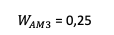 W_AM3 = 0,25